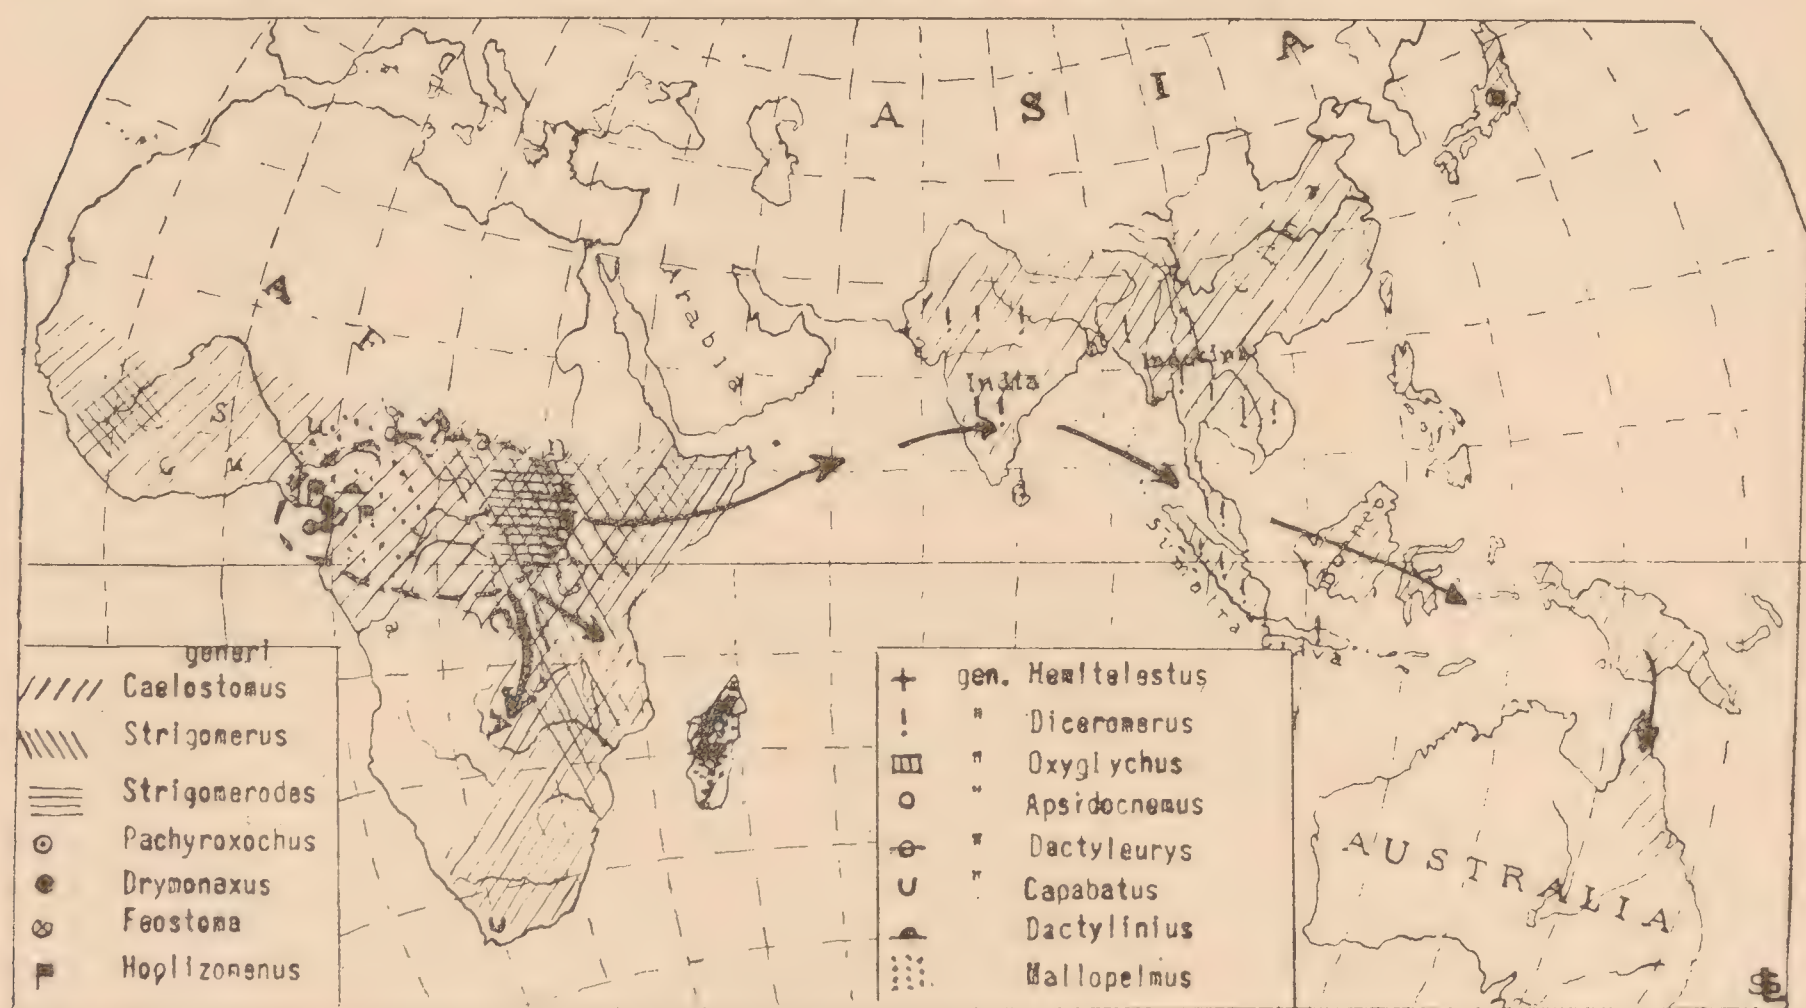 A S I A
A F
Arabia
India
Indocina
S u d a n
G u
Sumatra
Borneo
Giava
AUSTRALIA
generi
Caelostomus
Strigomerus
Strigomerodes
Pachyroxochus
Drymonaxus
Feostoma
Hoplizomenus
gen. Hemitelestus
" Diceromerus
" Oxyglychus
" Apsidocnemus
" Dactyleurys
" Capabatus
Dactylinius
Mallopelmus